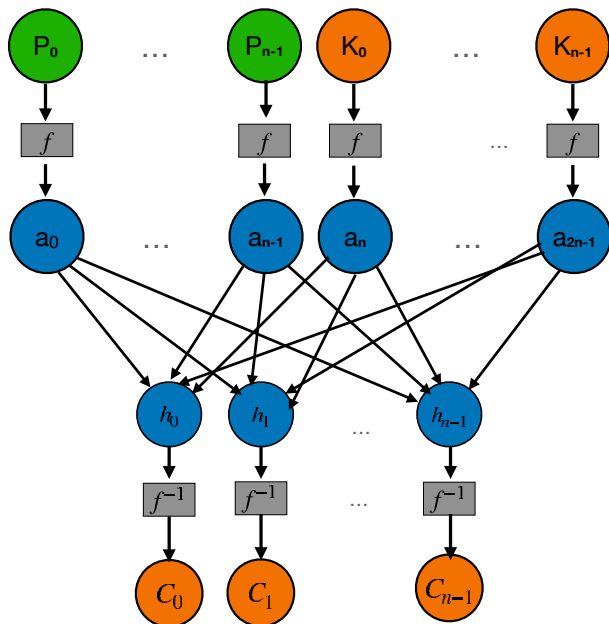 P₀ ... Pₙ₋₁ K₀ ... Kₙ₋₁
f f f ... f
a₀ ... aₙ₋₁ aₙ ... a₂ₙ₋₁
h₀ h₁ ... hₙ₋₁
f⁻¹ f⁻¹ ... f⁻¹
C₀ C₁ Cₙ₋₁